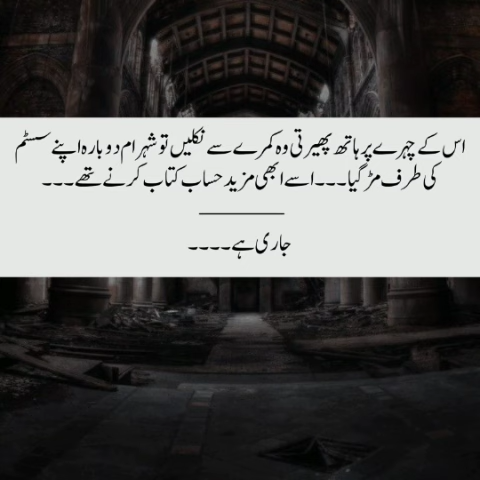 اس کے چہرے پر ہاتھ پھیرتی وہ کمرے سے نکلیں تو شہرام دوبارہ اپنے سسٹم
کی طرف مڑ گیا۔۔۔ اسے ابھی مزید حساب کتاب کرنے تھے۔۔۔
جاری ہے۔۔۔۔